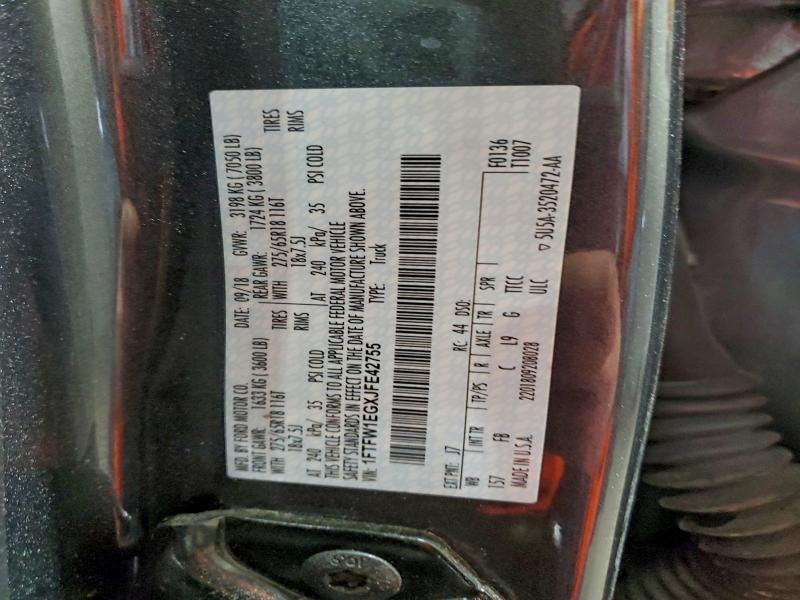 MFD. BY FORD MOTOR CO.
DATE: 09/18 GVWR: 3198 KG (7050 LB)
FRONT GAWR: 1633 KG (3600 LB) REAR GAWR: 1724 KG (3800 LB)
WITH 275/65R18 116T TIRES WITH 275/65R18 116T TIRES
18x7.5J RIMS 18x7.5J RIMS
AT 240 kPa/ 35 PSI COLD AT 240 kPa/ 35 PSI COLD
THIS VEHICLE CONFORMS TO ALL APPLICABLE FEDERAL MOTOR VEHICLE
SAFETY STANDARDS IN EFFECT ON THE DATE OF MANUFACTURE SHOWN ABOVE.
VIN: 1FTFW1EGXJFE42755 TYPE: Truck
F0136
T1007
EXT PNT: J7 RC: 44 DSO:
WB INT TR TP/PS R AXLE TR SPR
157 FB C L9 G TTCC
MADE IN U.S.A. 2201809208028 ULC
▽ 5U5A-3520472-AA